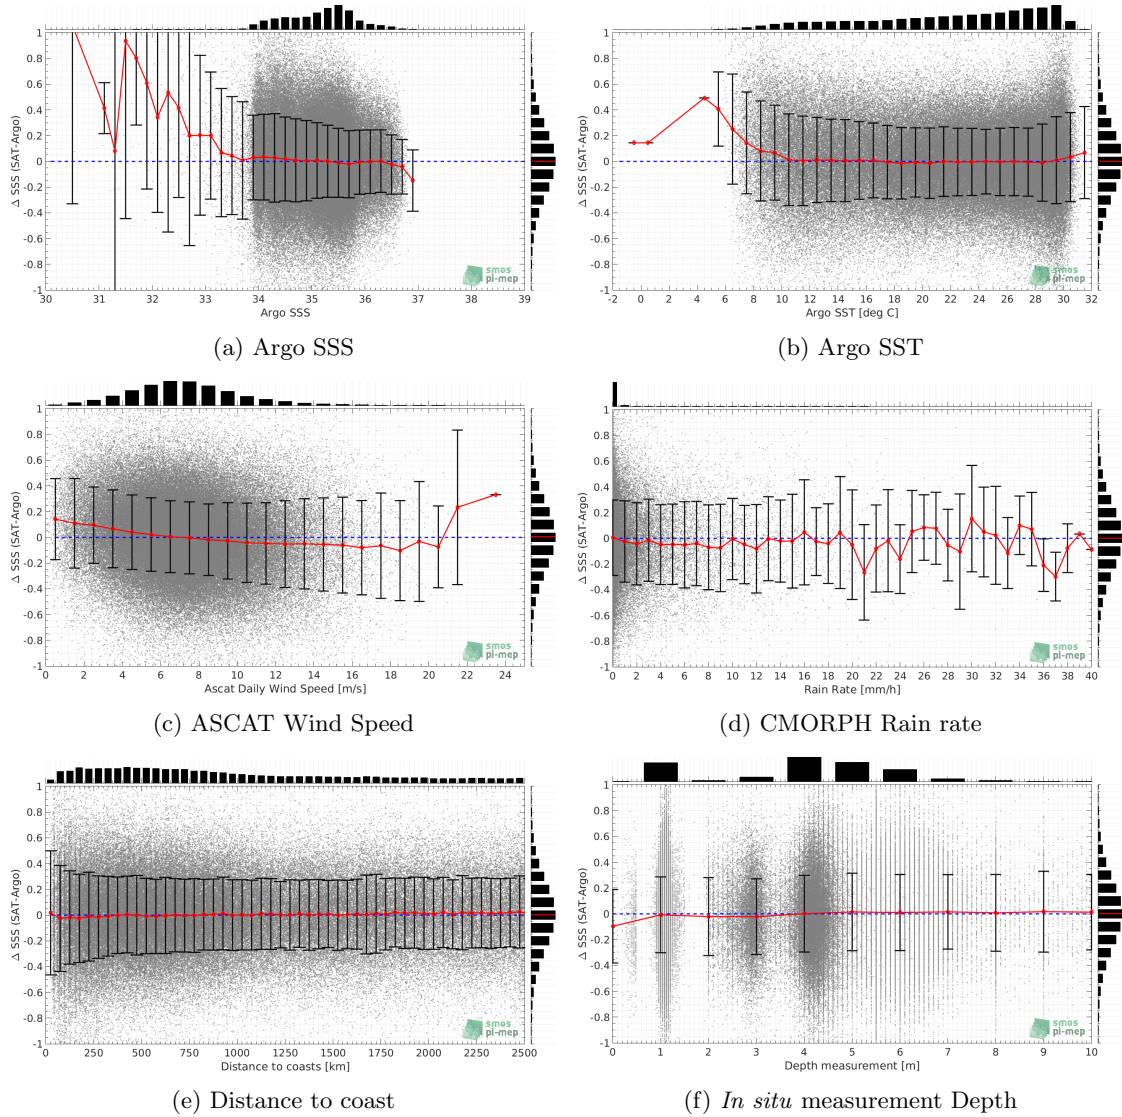 1
0.8
0.6
0.4
0.2
0
-0.2
-0.4
-0.6
-0.8
-1
Δ SSS (SAT-Argo)
30 31 32 33 34 35 36 37 38 39
Argo SSS
smos
pi-mep
(a) Argo SSS
1
0.8
0.6
0.4
0.2
0
-0.2
-0.4
-0.6
-0.8
-1
Δ SSS (SAT-Argo)
-2 0 2 4 6 8 10 12 14 16 18 20 22 24 26 28 30 32
Argo SST [deg C]
smos
pi-mep
(b) Argo SST
1
0.8
0.6
0.4
0.2
0
-0.2
-0.4
-0.6
-0.8
-1
Δ SSS (SAT-Argo)
0 2 4 6 8 10 12 14 16 18 20 22 24
Ascat Daily Wind Speed [m/s]
smos
pi-mep
(c) ASCAT Wind Speed
1
0.8
0.6
0.4
0.2
0
-0.2
-0.4
-0.6
-0.8
-1
Δ SSS (SAT-Argo)
0 2 4 6 8 10 12 14 16 18 20 22 24 26 28 30 32 34 36 38 40
Rain Rate [mm/h]
smos
pi-mep
(d) CMORPH Rain rate
1
0.8
0.6
0.4
0.2
0
-0.2
-0.4
-0.6
-0.8
-1
Δ SSS (SAT-Argo)
0 250 500 750 1000 1250 1500 1750 2000 2250 2500
Distance to coasts [km]
smos
pi-mep
(e) Distance to coast
1
0.8
0.6
0.4
0.2
0
-0.2
-0.4
-0.6
-0.8
-1
Δ SSS (SAT-Argo)
0 1 2 3 4 5 6 7 8 9 10
Depth measurement [m]
smos
pi-mep
(f) In situ measurement Depth